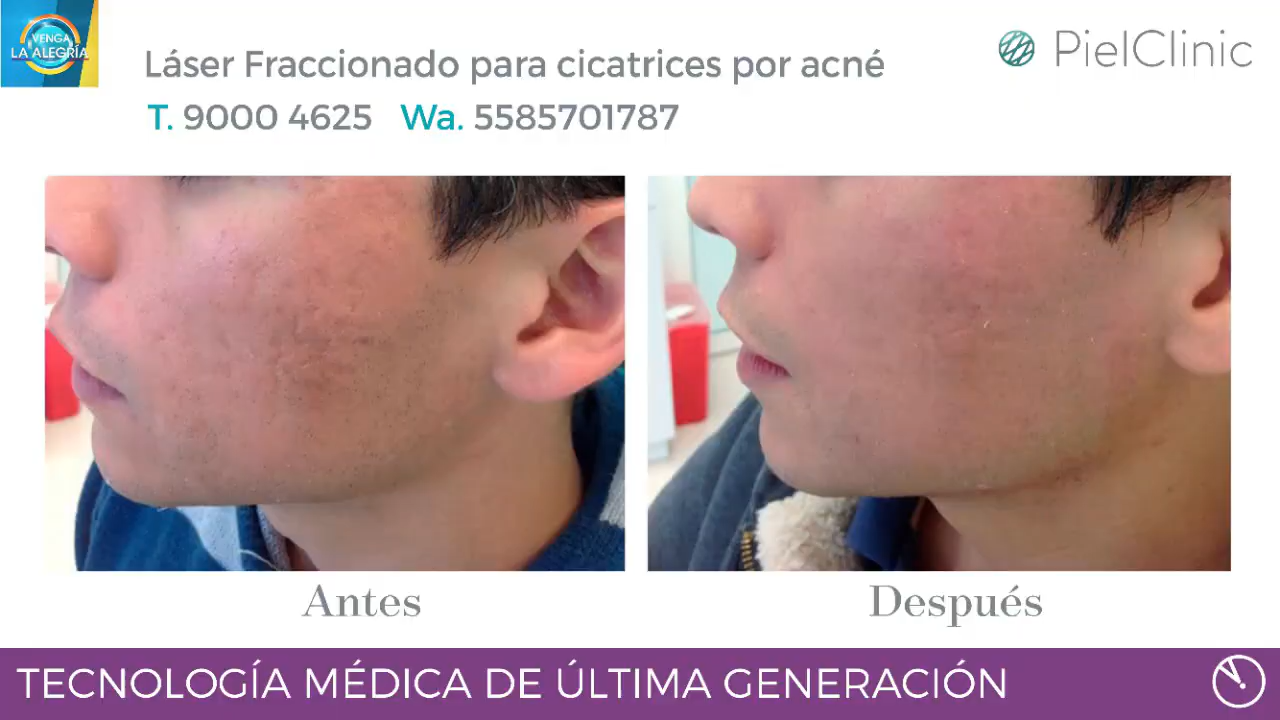 VENGA
LA ALEGRÍA
Láser Fraccionado para cicatrices por acné
PielClinic
T. 9000 4625 Wa. 5585701787
Antes
Después
TECNOLOGÍA MÉDICA DE ÚLTIMA GENERACIÓN